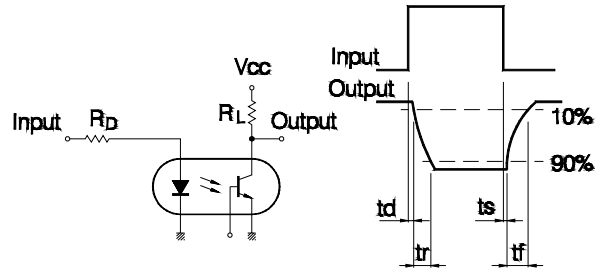 Input
RD
Vcc
RL
Output
Input
Output
10%
90%
td
ts
tr
tf